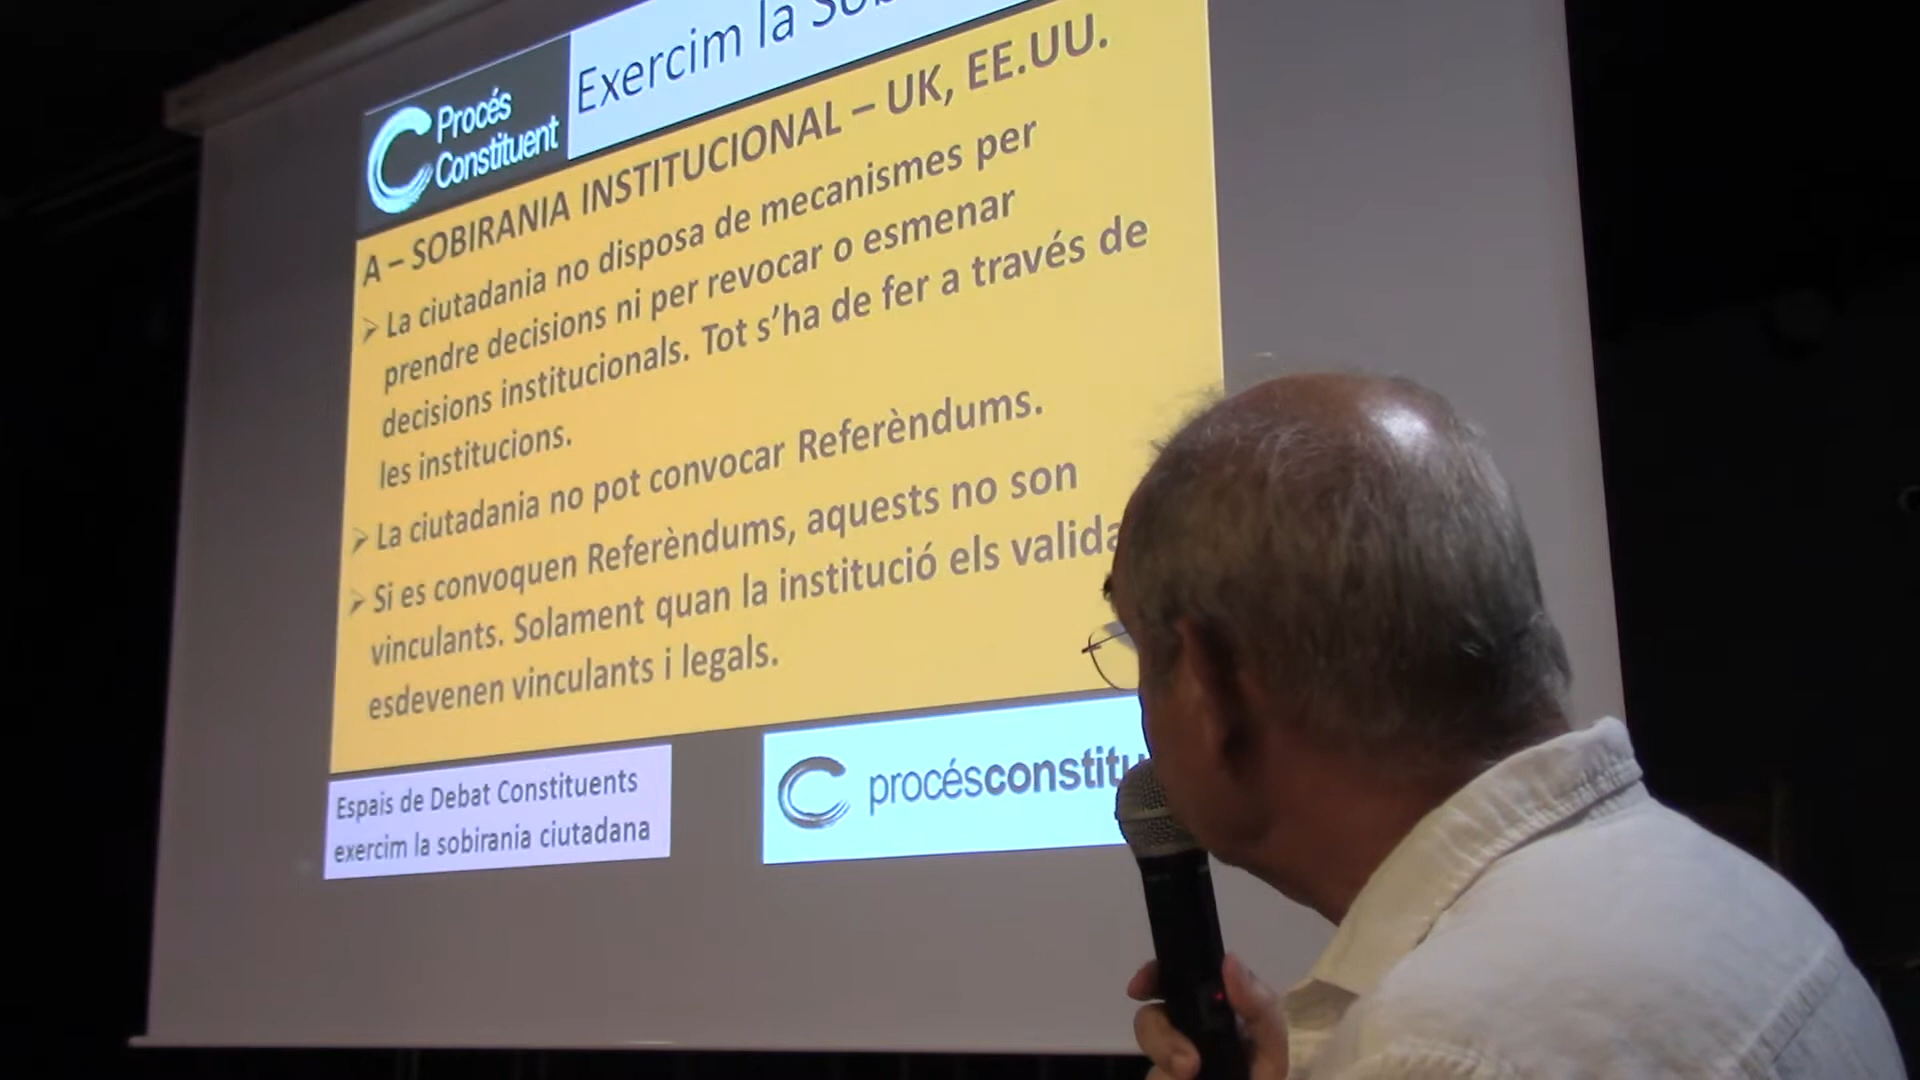 Procés
Constituent
Exercim la
A – SOBIRANIA INSTITUCIONAL – UK, EE.UU.
➢ La ciutadania no disposa de mecanismes per
prendre decisions ni per revocar o esmenar
decisions institucionals. Tot s’ha de fer a través de
les institucions.
➢ La ciutadania no pot convocar Referèndums.
➢ Si es convoquen Referèndums, aquests no son
vinculants. Solament quan la institució els valida
esdevenen vinculants i legals.
Espais de Debat Constituents
exercim la sobirania ciutadana
procésconstitu